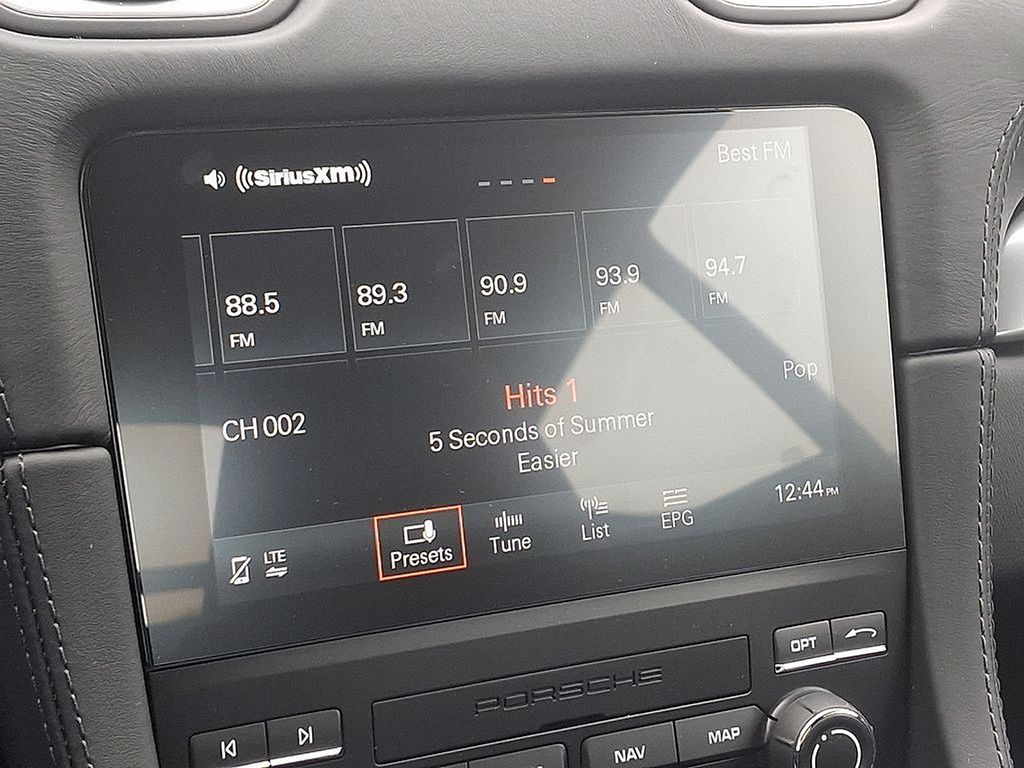 SiriusXM
Best FM
88.5
FM
89.3
FM
90.9
FM
93.9
FM
94.7
FM
CH 002
Hits 1
Pop
5 Seconds of Summer
Easier
LTE
Presets
Tune
List
EPG
12:44 PM
OPT
PORSCHE
NAV
MAP